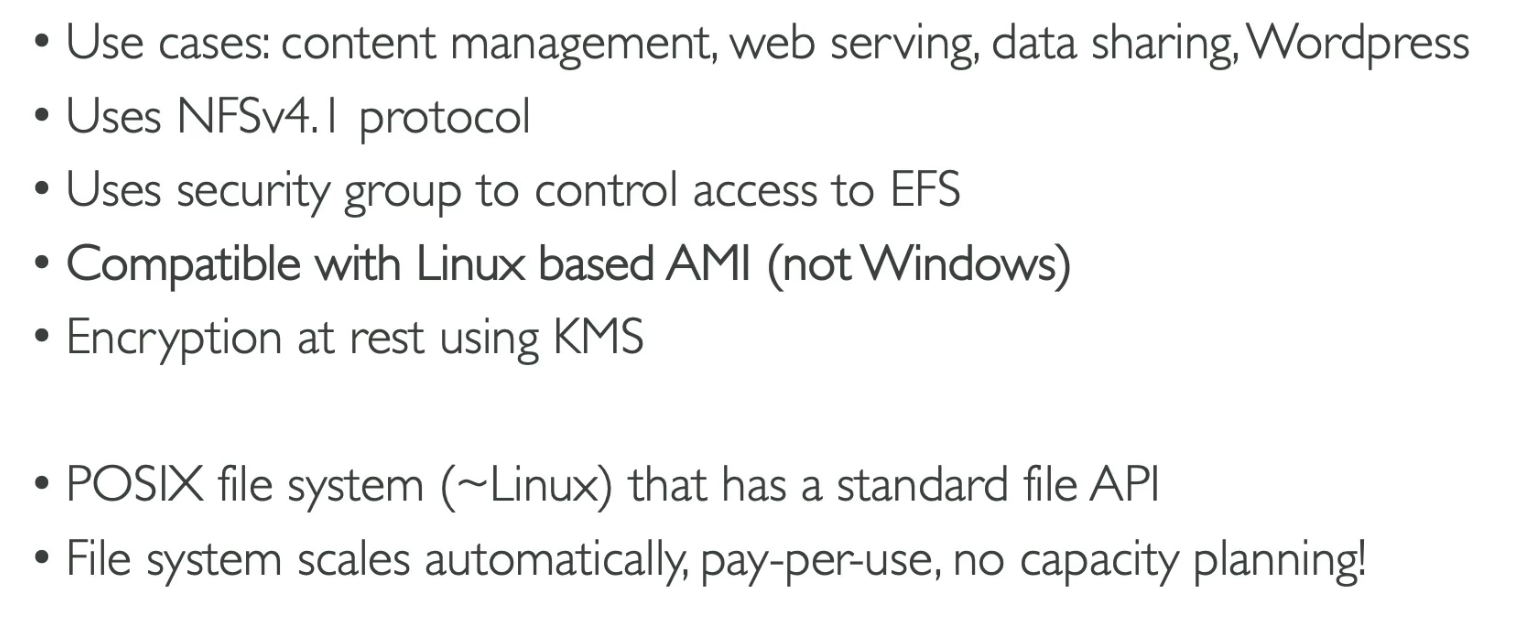 • Use cases: content management, web serving, data sharing, Wordpress
• Uses NFSv4.1 protocol
• Uses security group to control access to EFS
• Compatible with Linux based AMI (not Windows)
• Encryption at rest using KMS
• POSIX file system (~Linux) that has a standard file API
• File system scales automatically, pay-per-use, no capacity planning!